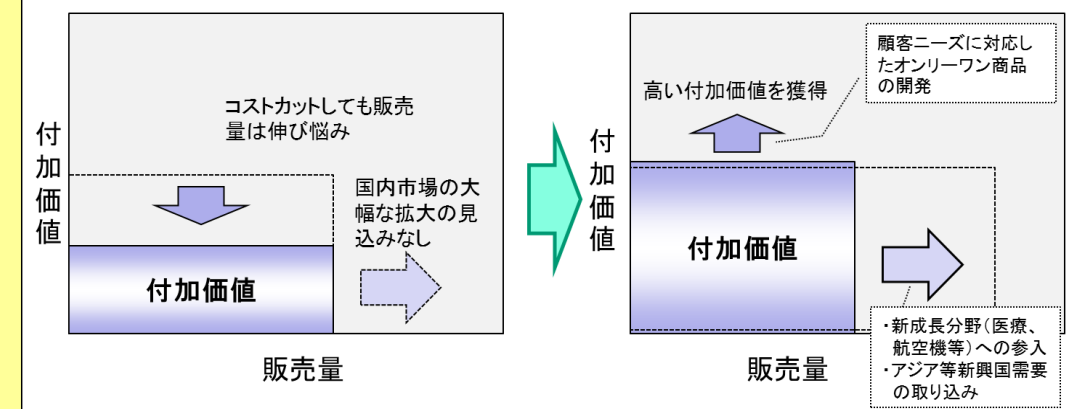 コストカットしても販売
量は伸び悩み
付加価値
国内市場の大
幅な拡大の見
込みなし
付加価値
販売量
顧客ニーズに対応し
たオンリーワン商品
の開発
高い付加価値を獲得
付加価値
付加価値
・新成長分野(医療、
航空機等)への参入
・アジア等新興国需要
の取り込み
販売量